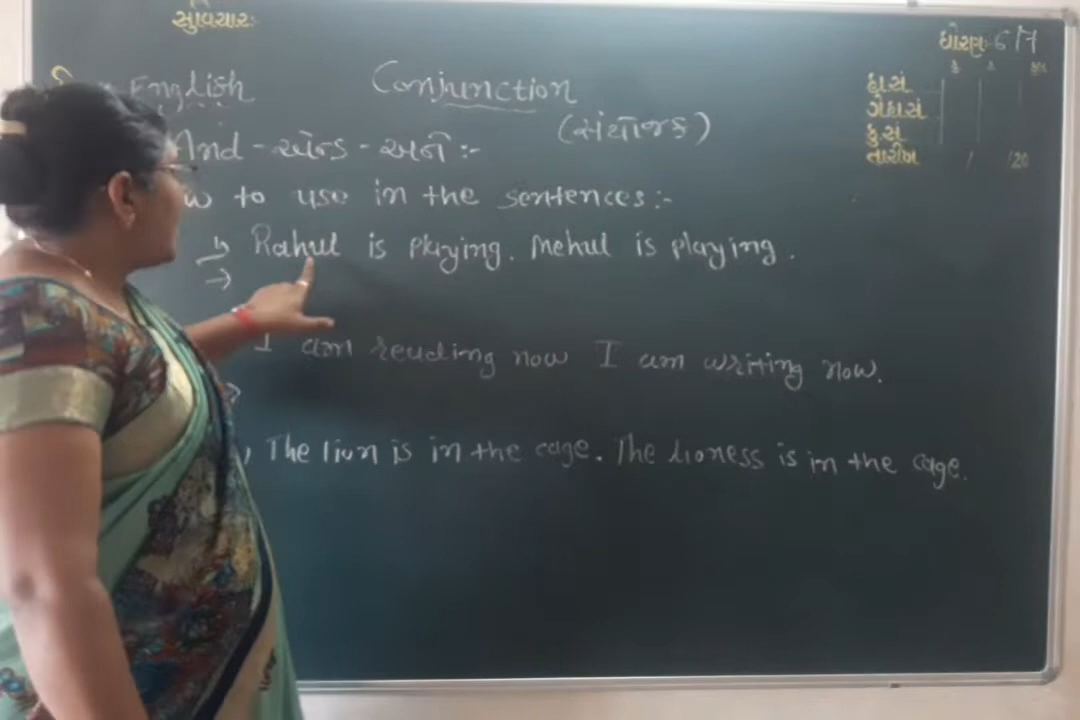 સુવિચાર:
ધોરણ:- 6/7
English Conjunction
હા.સં
ગેહા.સં
કુ.સં
તારીખ / /20
(સંયોજક)
And - એન્ડ - અને :-
to use in the sentences:-
1) Rahul is playing. Mehul is playing.
→
I am reading now I am writing now.
The lion is in the cage. The lioness is in the cage.